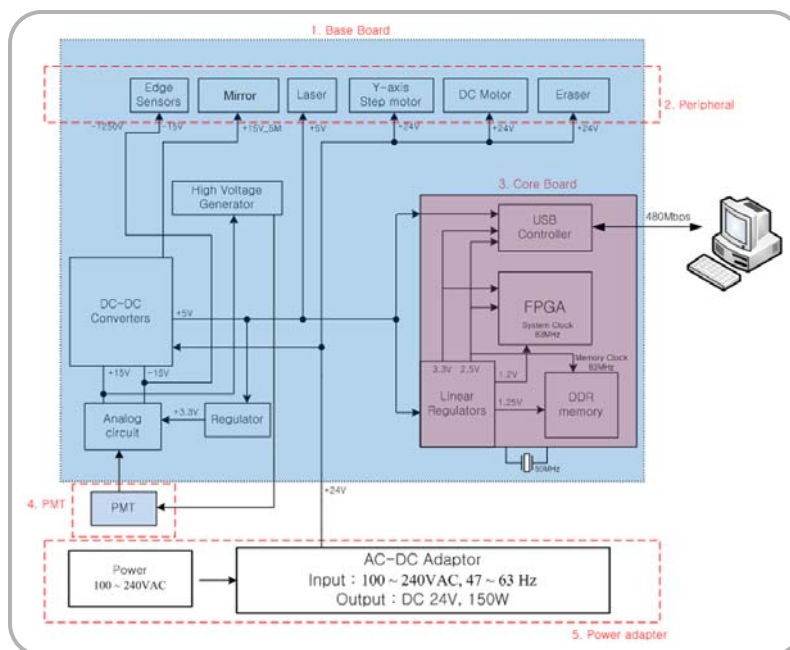 1. Base Board
Edge
Sensors
Mirror
Laser
Y-axis
Step motor
DC Motor
Eraser
2. Peripheral
-1250V
-15V
+15V_SM
+5V
+24V
+24V
+24V
High Voltage
Generator
3. Core Board
USB
Controller
480Mbps
DC-DC
Converters
+5V
FPGA
System Clock
83MHz
Memory Clock
83MHz
3.3V
2.5V
1.2V
+15V
-15V
Linear
Regulators
1.25V
DDR
memory
Analog
circuit
+3.3V
Regulator
50MHz
+24V
4. PMT
PMT
Power
100 ~ 240VAC
AC-DC Adaptor
Input : 100 ~ 240VAC, 47 ~ 63 Hz
Output : DC 24V, 150W
5. Power adapter